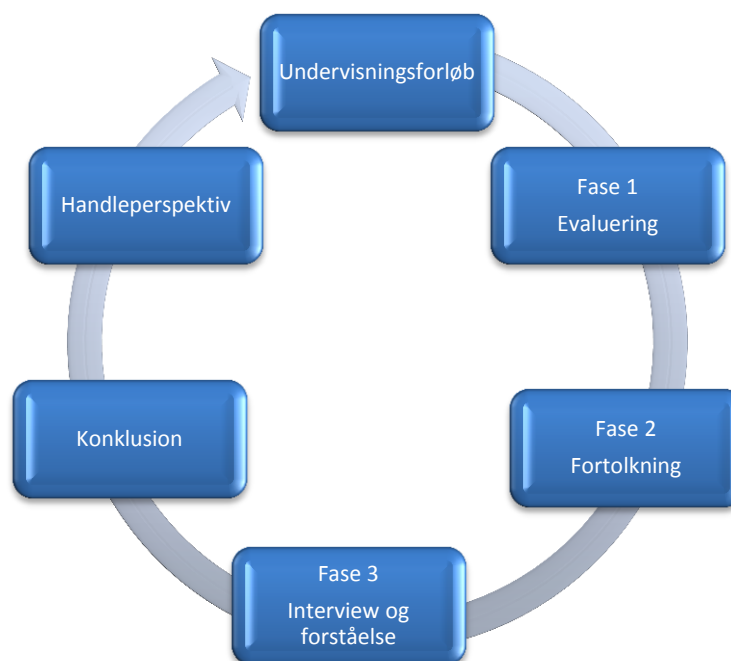 Undervisningsforløb
Fase 1
Evaluering
Fase 2
Fortolkning
Fase 3
Interview og
forståelse
Konklusion
Handleperspektiv